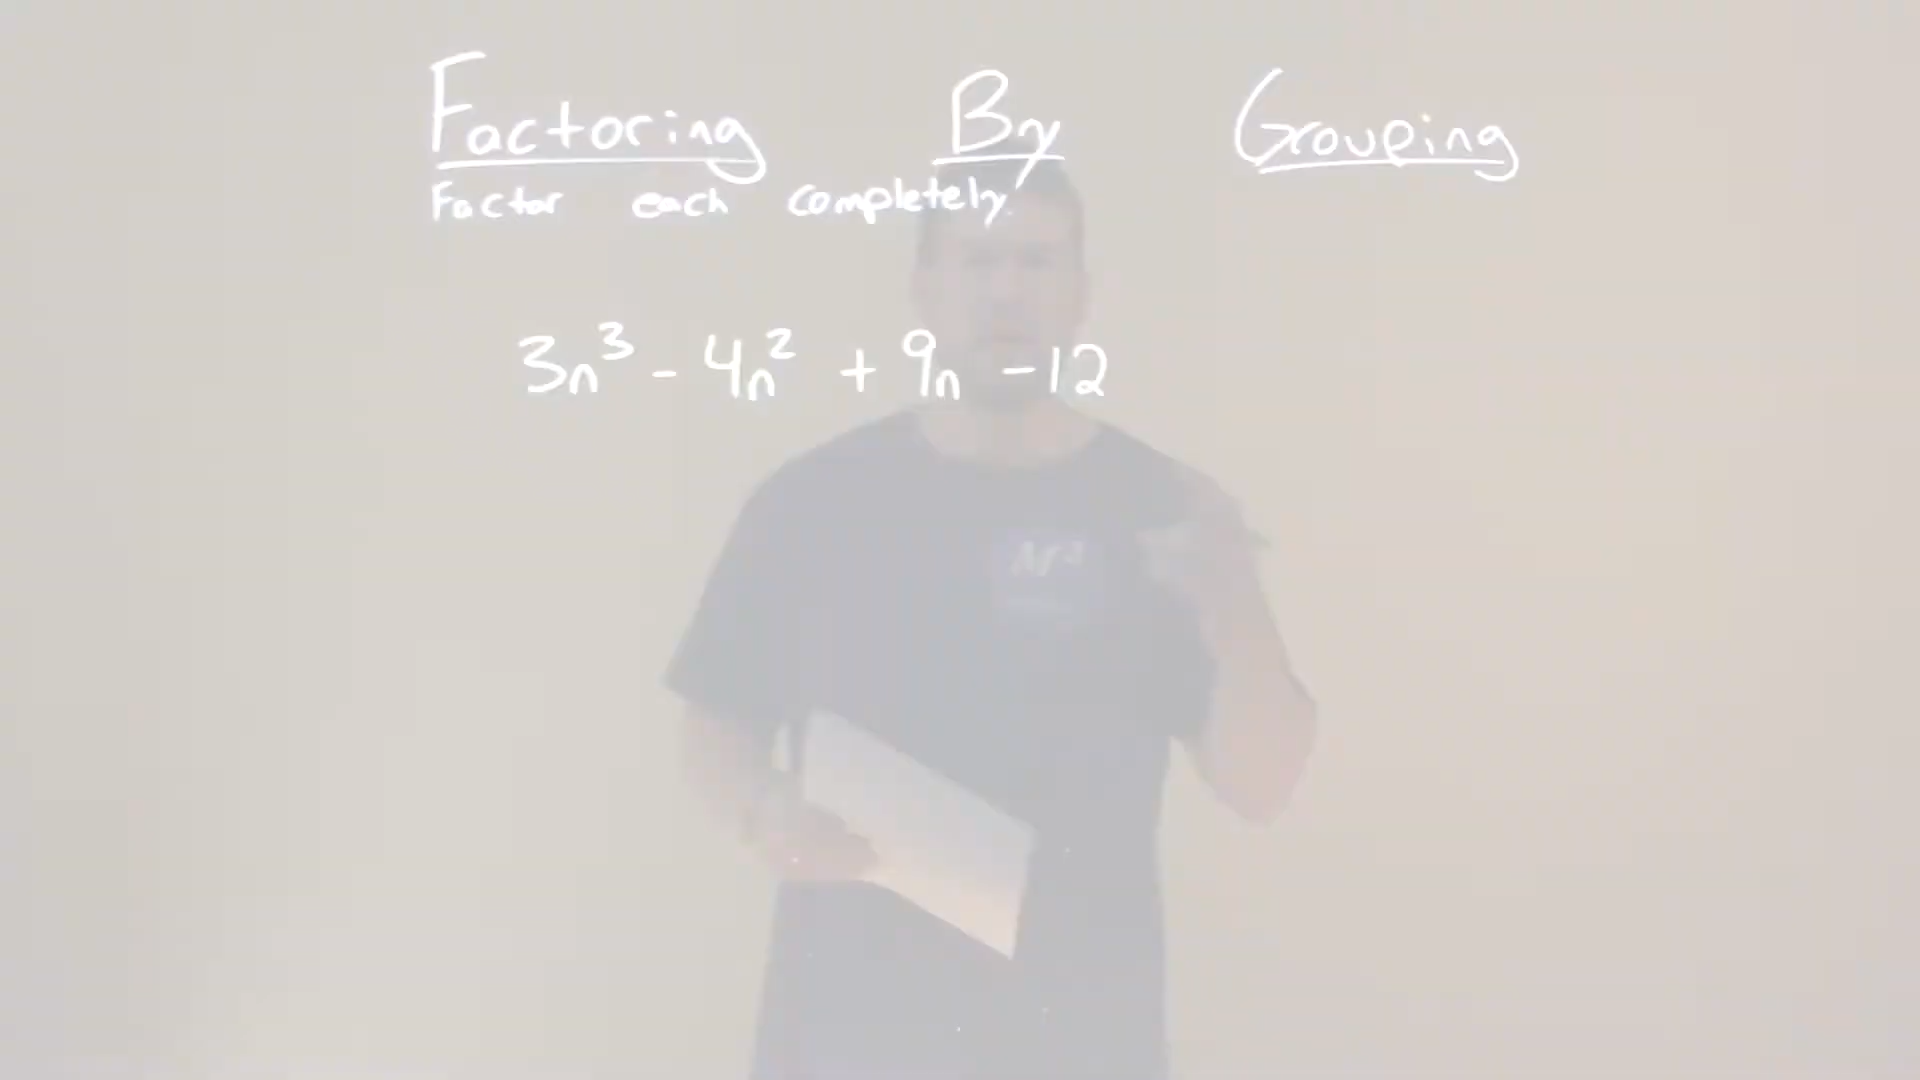 Factoring By Grouping
Factor each completely.
3n³ - 4n² + 9n - 12